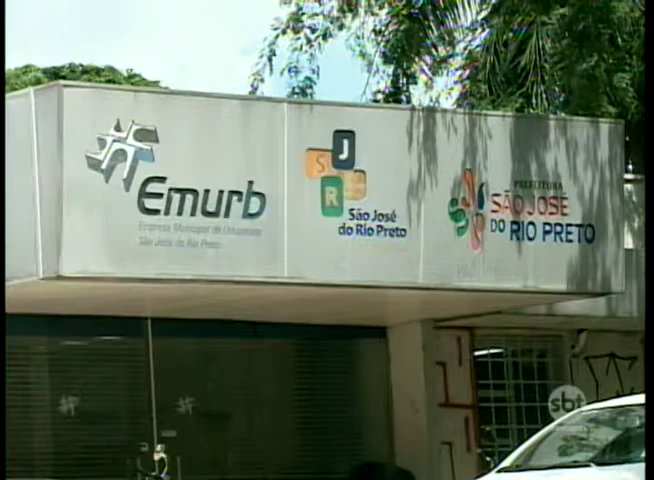 Emurb
Empresa Municipal de Urbanismo
São José do Rio Preto
S J
R
São José
do Rio Preto
PREFEITURA
SÃO JOSÉ
DO RIO PRETO
sbt